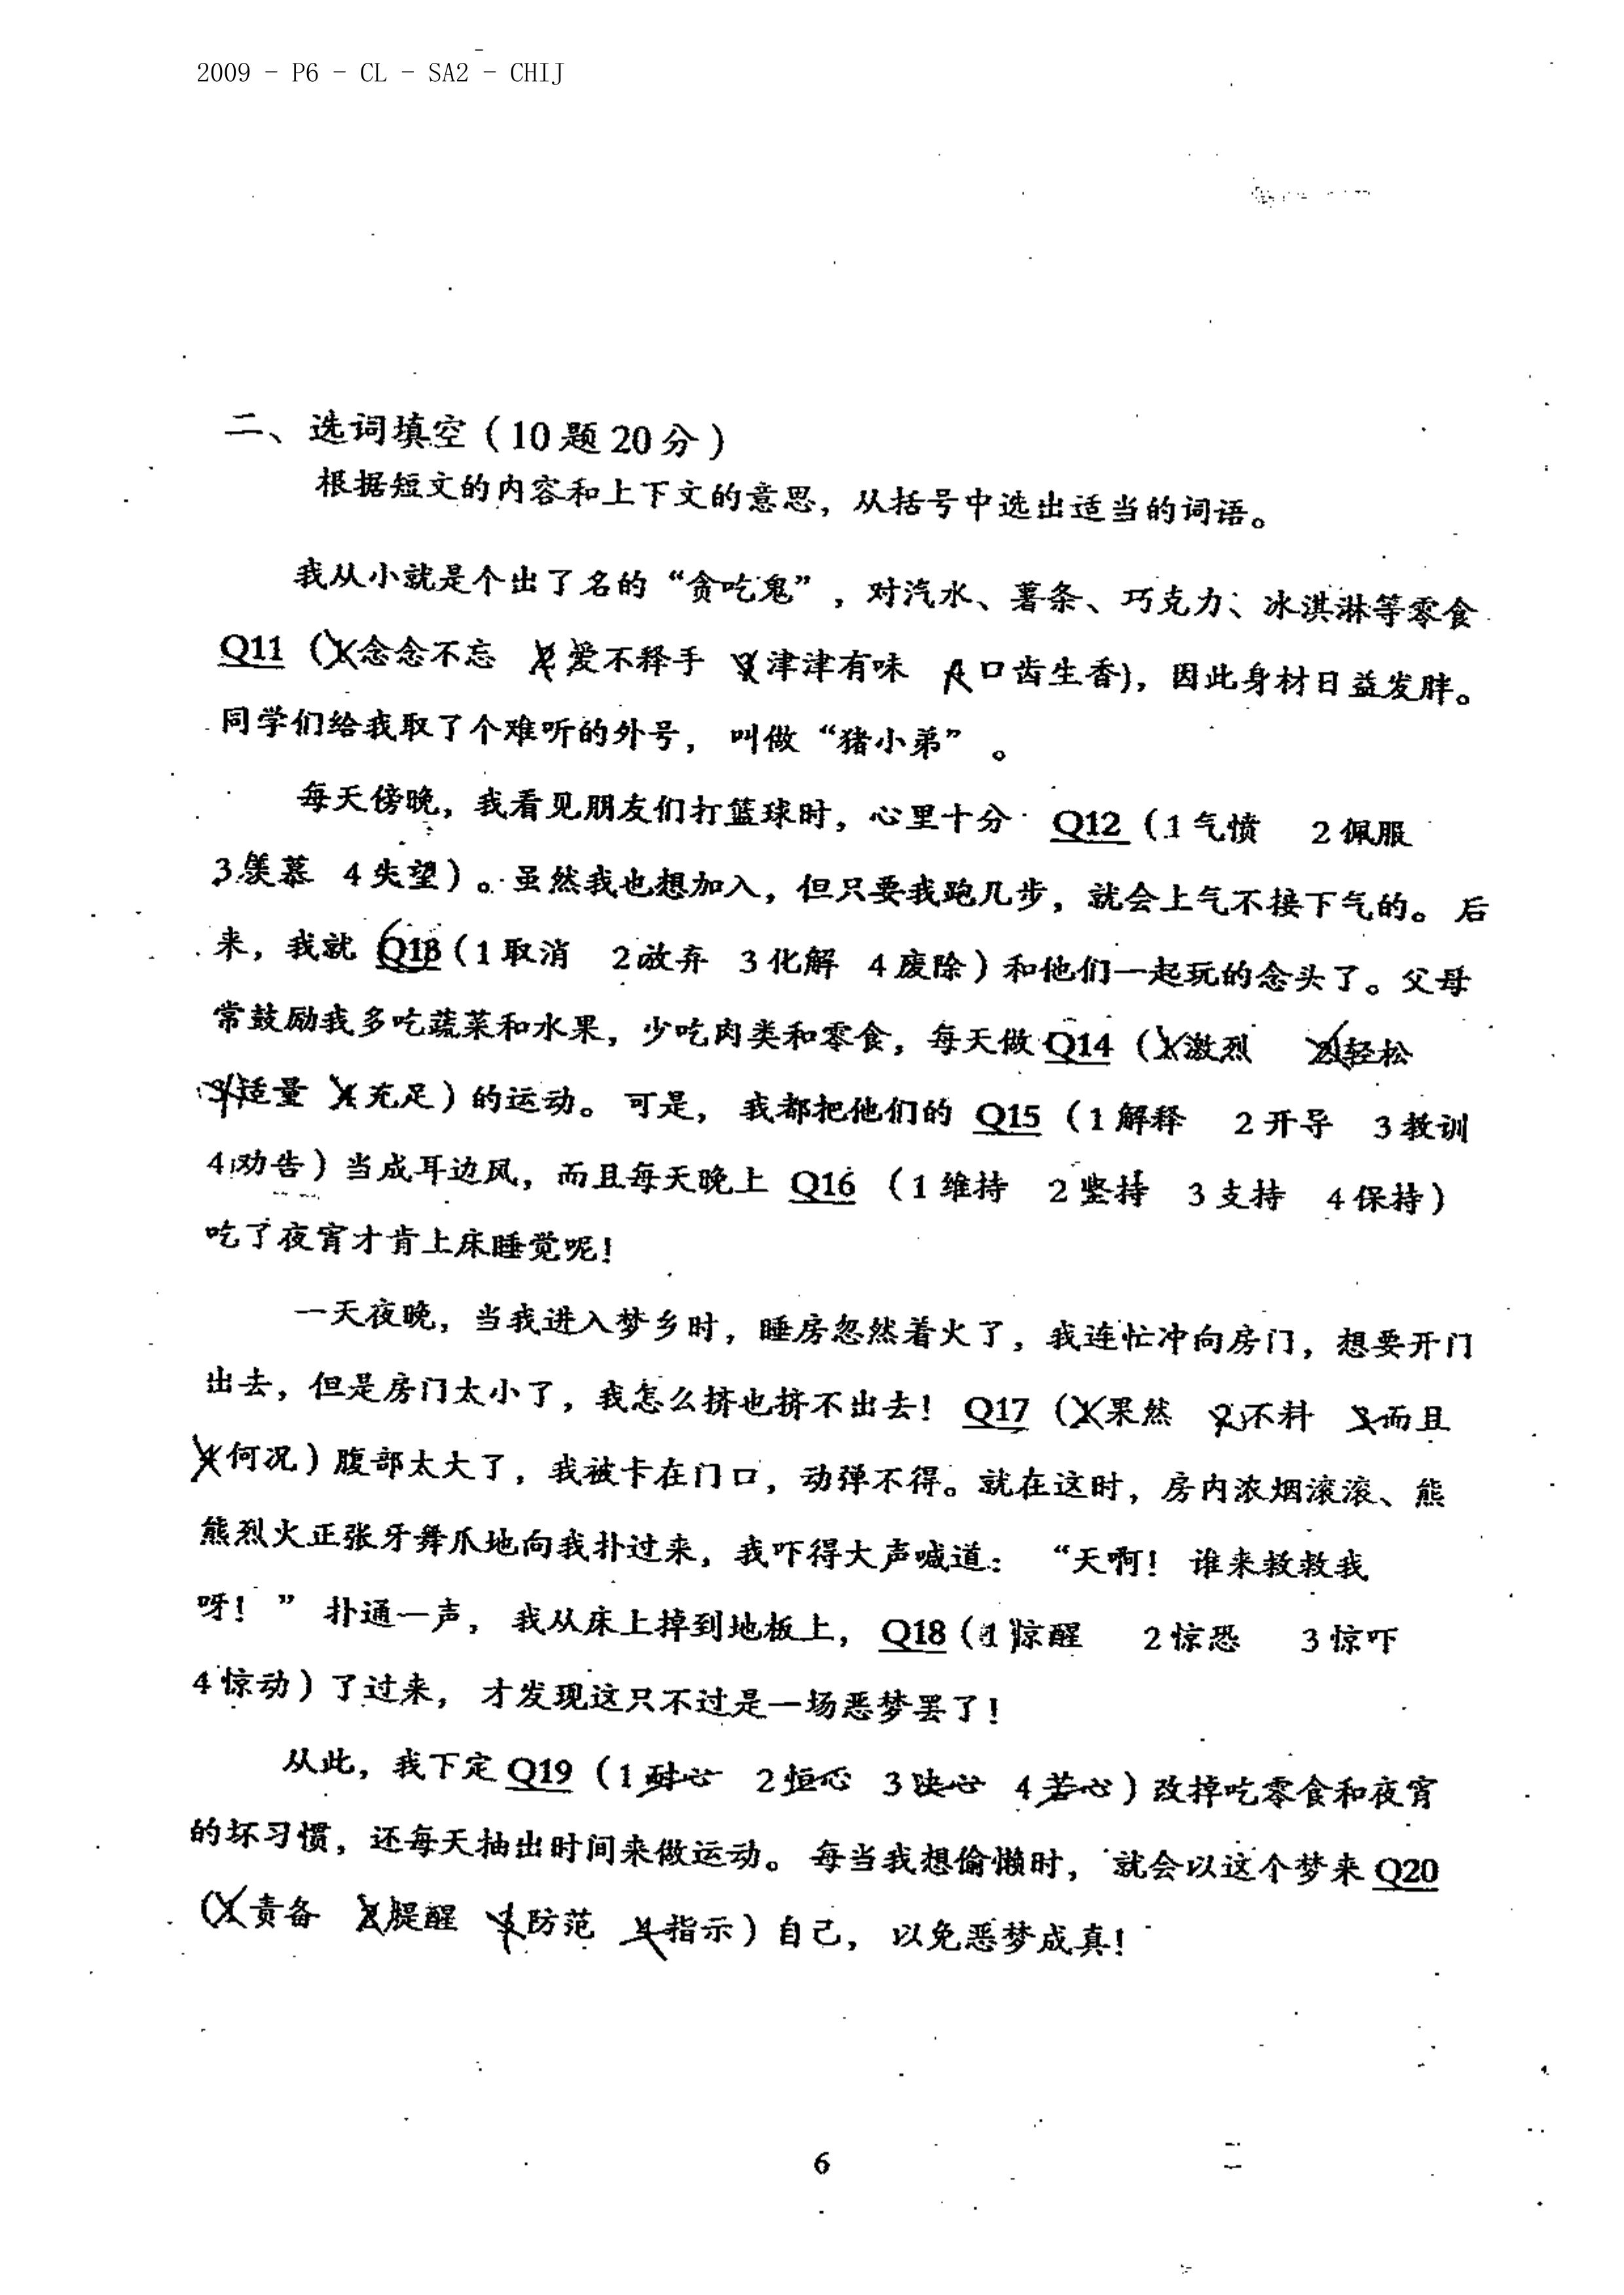 2009 - P6 - CL - SA2 - CHIJ
二、选词填空（10题20分）
根据短文的内容和上下文的意思，从括号中选出适当的词语。
我从小就是个出了名的“贪吃鬼”，对汽水、薯条、巧克力、冰淇淋等零食
Q11（1念念不忘 2爱不释手 3津津有味 4口齿生香），因此身材日益发胖。
同学们给我取了个难听的外号，叫做“猪小弟”。
每天傍晚，我看见朋友们打篮球时，心里十分 Q12（1气愤 2佩服
3羡慕 4失望）。虽然我也想加入，但只要我跑几步，就会上气不接下气的。后
来，我就 Q13（1取消 2放弃 3化解 4废除）和他们一起玩的念头了。父母
常鼓励我多吃蔬菜和水果，少吃肉类和零食，每天做 Q14（1激烈 2轻松
3适量 4充足）的运动。可是，我都把他们的 Q15（1解释 2开导 3教训
4劝告）当成耳边风，而且每天晚上 Q16（1维持 2坚持 3支持 4保持）
吃了夜宵才肯上床睡觉呢！
一天夜晚，当我进入梦乡时，睡房忽然着火了，我连忙冲向房门，想要开门
出去，但是房门太小了，我怎么挤也挤不出去！Q17（1果然 2不料 3而且
4何况）腹部太大了，我被卡在门口，动弹不得。就在这时，房内浓烟滚滚、熊
熊烈火正张牙舞爪地向我扑过来，我吓得大声喊道：“天啊！谁来救救我
呀！”扑通一声，我从床上掉到地板上，Q18（1惊醒 2惊恐 3惊吓
4惊动）了过来，才发现这只不过是一场恶梦罢了！
从此，我下定 Q19（1耐心 2恒心 3决心 4苦心）改掉吃零食和夜宵
的坏习惯，还每天抽出时间来做运动。每当我想偷懒时，就会以这个梦来 Q20
（1责备 2提醒 3防范 4指示）自己，以免恶梦成真！
6